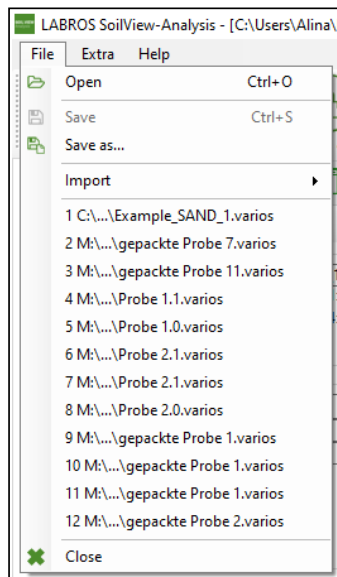 LABROS SoilView-Analysis - [C:\Users\Alina\
File Extra Help
Open Ctrl+O
Save Ctrl+S
Save as...
Import
1 C:\...\Example_SAND_1.varios
2 M:\...\gepackte Probe 7.varios
3 M:\...\gepackte Probe 11.varios
4 M:\...\Probe 1.1.varios
5 M:\...\Probe 1.0.varios
6 M:\...\Probe 2.1.varios
7 M:\...\Probe 2.1.varios
8 M:\...\Probe 2.0.varios
9 M:\...\gepackte Probe 1.varios
10 M:\...\gepackte Probe 1.varios
11 M:\...\gepackte Probe 1.varios
12 M:\...\gepackte Probe 2.varios
Close